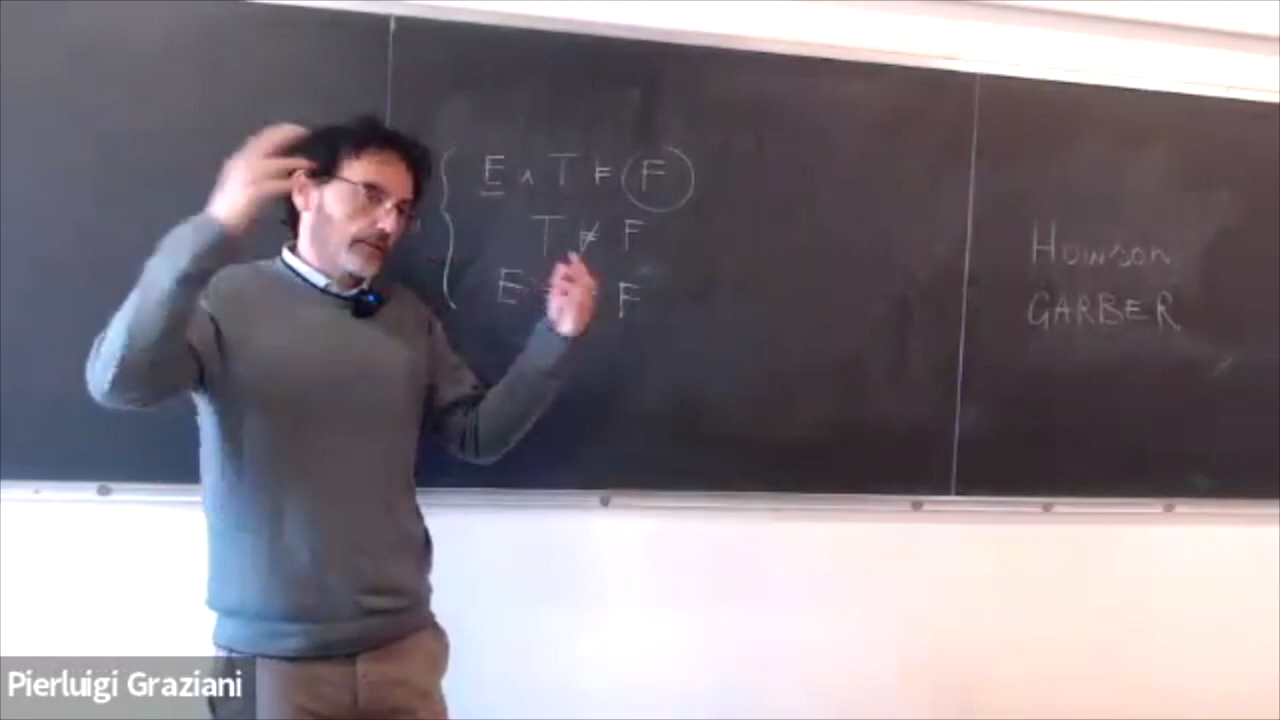 E ∧ T ⊨ F
T ⊭ F
E F
Howson
GARBER
Pierluigi Graziani